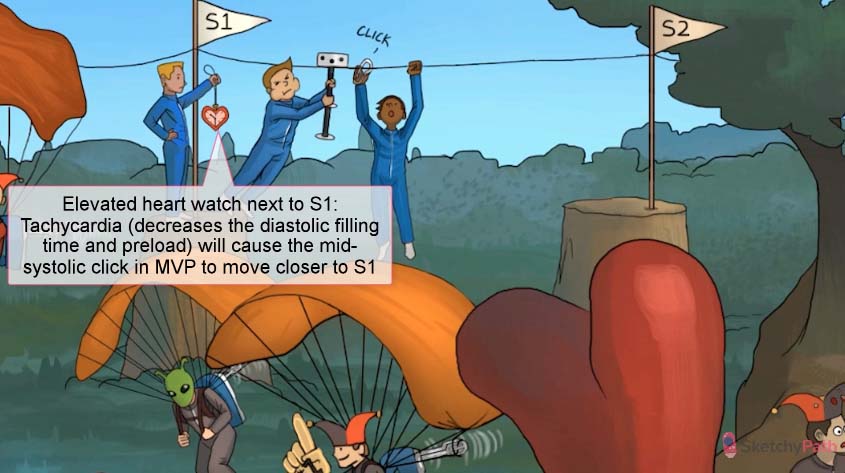 S1
CLICK
S2
Elevated heart watch next to S1:
Tachycardia (decreases the diastolic filling
time and preload) will cause the mid-
systolic click in MVP to move closer to S1
SketchyPath